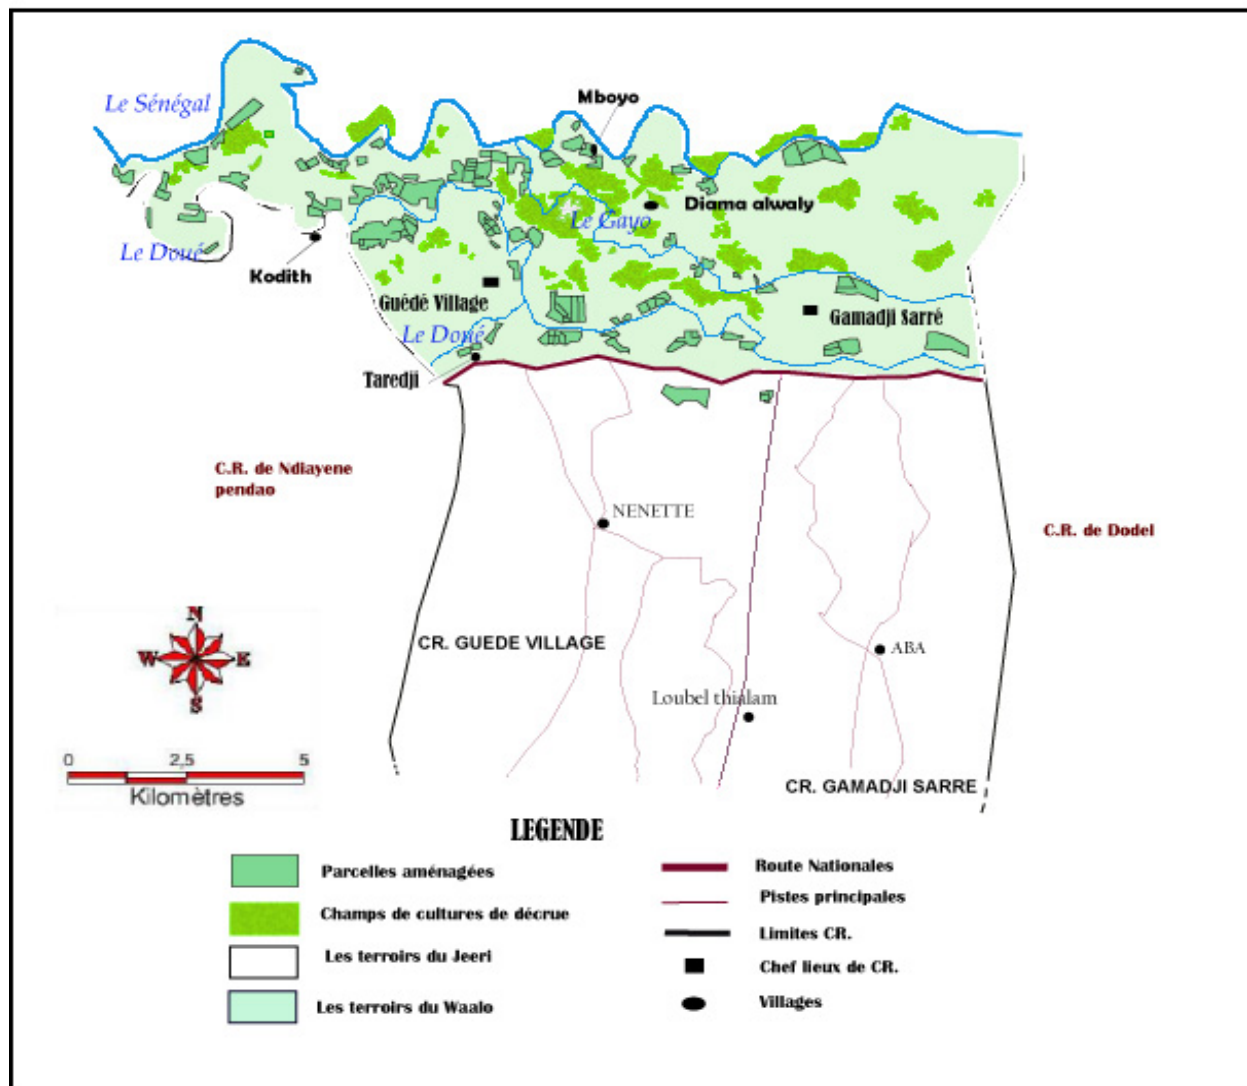 Mboyo
Le Sénégal
Diama alwaly
Le Gayo
Le Doué
Kodith
Guédé Village
Gamadji Sarré
Le Doué
Taredji
C.R. de Ndiayene
pendao
NENETTE
C.R. de Dodel
N
W E
S
CR. GUEDE VILLAGE
ABA
Loubel thialam
0 2,5 5
Kilomètres
CR. GAMADJI SARRE
LEGENDE
Parcelles aménagées
Champs de cultures de décrue
Les terroirs du Jeeri
Les terroirs du Waalo
Route Nationales
Pistes principales
Limites CR.
Chef lieux de CR.
Villages